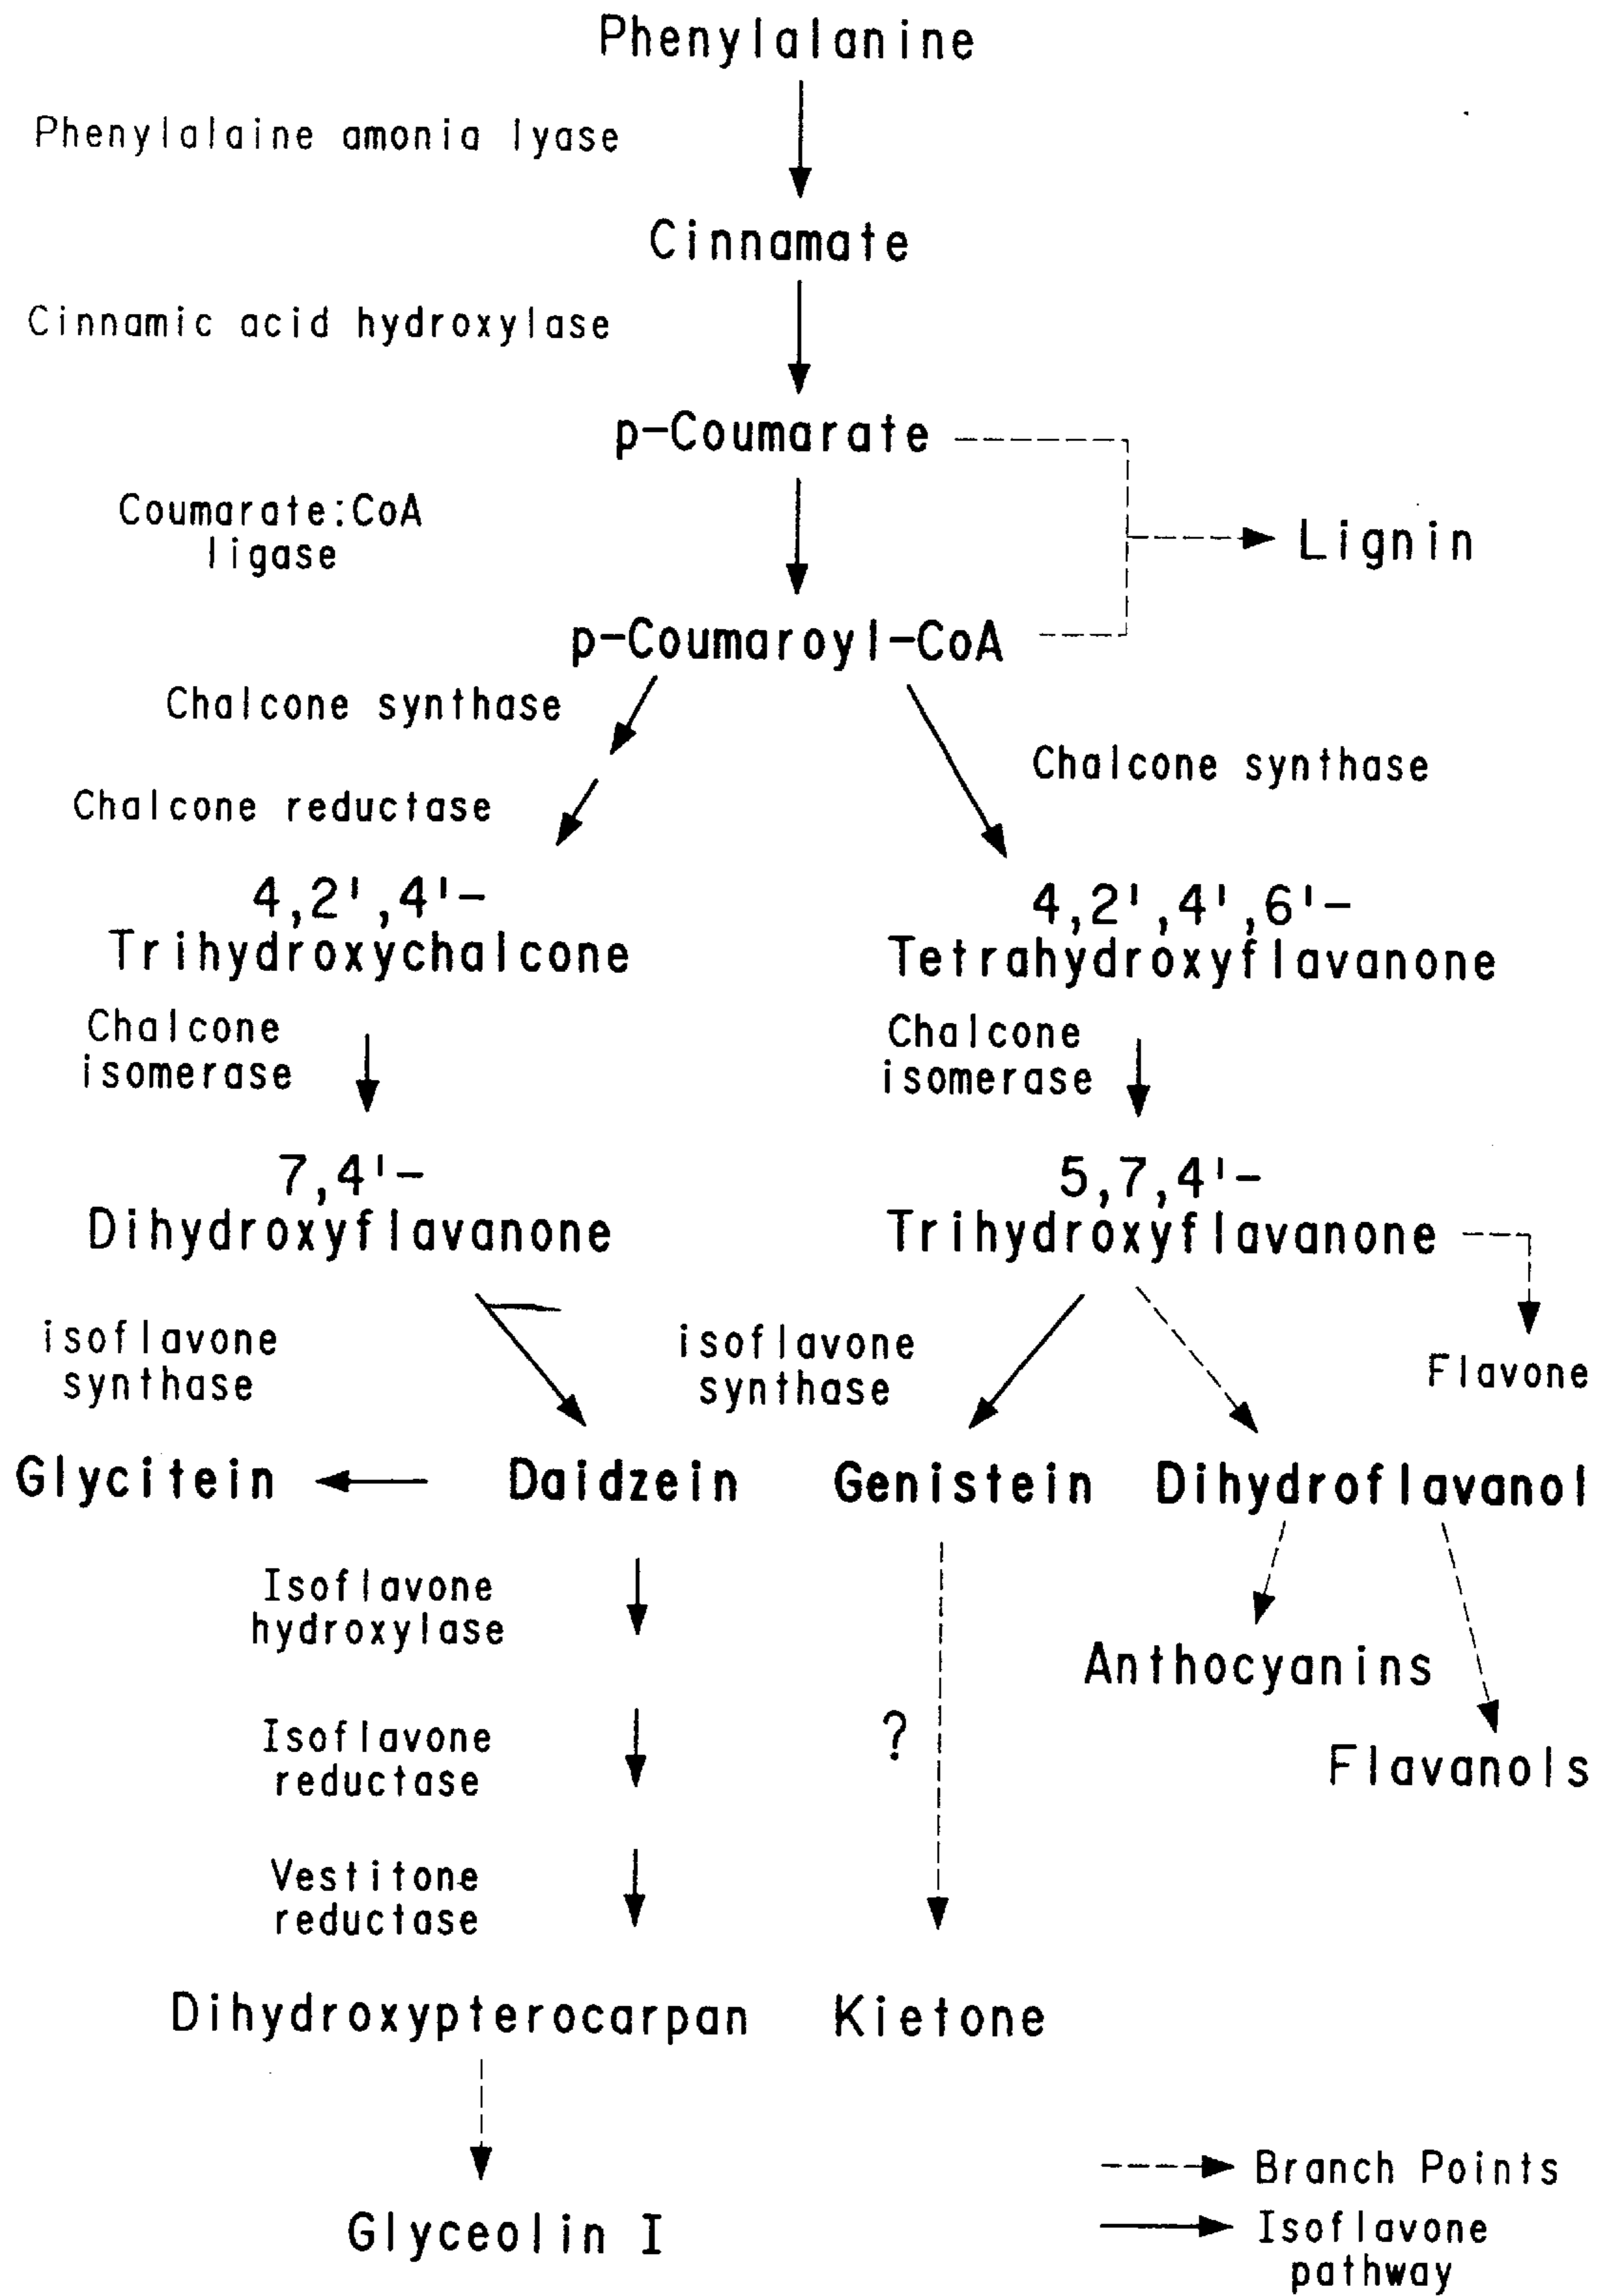 Phenylalanine
Phenylalaine amonia lyase
Cinnamate
Cinnamic acid hydroxylase
p-Coumarate
Coumarate:CoA
ligase
Lignin
p-Coumaroyl-CoA
Chalcone synthase
Chalcone synthase
Chalcone reductase
4,2',4'-
Trihydroxychalcone
4,2',4',6'-
Tetrahydroxyflavanone
Chalcone
isomerase
Chalcone
isomerase
7,4'-
Dihydroxyflavanone
5,7,4'-
Trihydroxyflavanone
isoflavone
synthase
isoflavone
synthase
Flavone
Glycitein
Daidzein
Genistein
Dihydroflavanol
Isoflavone
hydroxylase
Anthocyanins
Isoflavone
reductase
?
Flavanols
Vestitone
reductase
Dihydroxypterocarpan
Kietone
Glyceolin I
Branch Points
Isoflavone
pathway